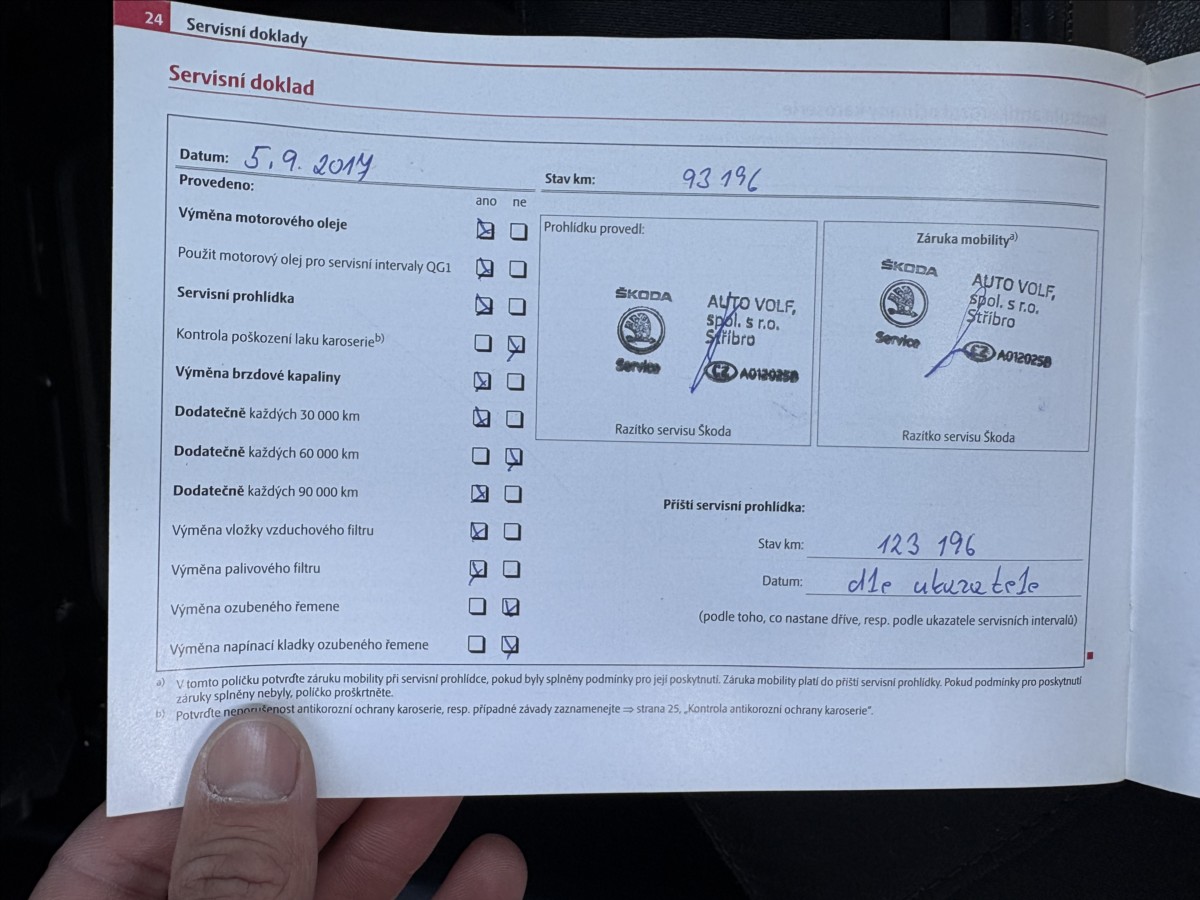 24 Servisní doklady
Servisní doklad
Datum: 5. 9. 2017
Stav km: 93 196
Provedeno:
ano ne
Výměna motorového oleje
Použit motorový olej pro servisní intervaly QG1
Servisní prohlídka
Kontrola poškození laku karoserie b)
Výměna brzdové kapaliny
Dodatečně každých 30 000 km
Dodatečně každých 60 000 km
Dodatečně každých 90 000 km
Výměna vložky vzduchového filtru
Výměna palivového filtru
Výměna ozubeného řemene
Výměna napínací kladky ozubeného řemene
Prohlídku provedl:
ŠKODA
Service
AUTO VOLF,
spol. s r.o.
Stříbro
CZ A012025B
Razítko servisu Škoda
Záruka mobility a)
ŠKODA
Service
AUTO VOLF,
spol. s r.o.
Stříbro
CZ A012025B
Razítko servisu Škoda
Příští servisní prohlídka:
Stav km: 123 196
Datum: dle ukazatele
(podle toho, co nastane dříve, resp. podle ukazatele servisních intervalů)
a) V tomto políčku potvrďte záruku mobility při servisní prohlídce, pokud byly splněny podmínky pro její poskytnutí. Záruka mobility platí do příští servisní prohlídky. Pokud podmínky pro poskytnutí
záruky splněny nebyly, políčko proškrtněte.
b) Potvrďte neporušenost antikorozní ochrany karoserie, resp. případné závady zaznamenejte ⇒ strana 25, „Kontrola antikorozní ochrany karoserie“.